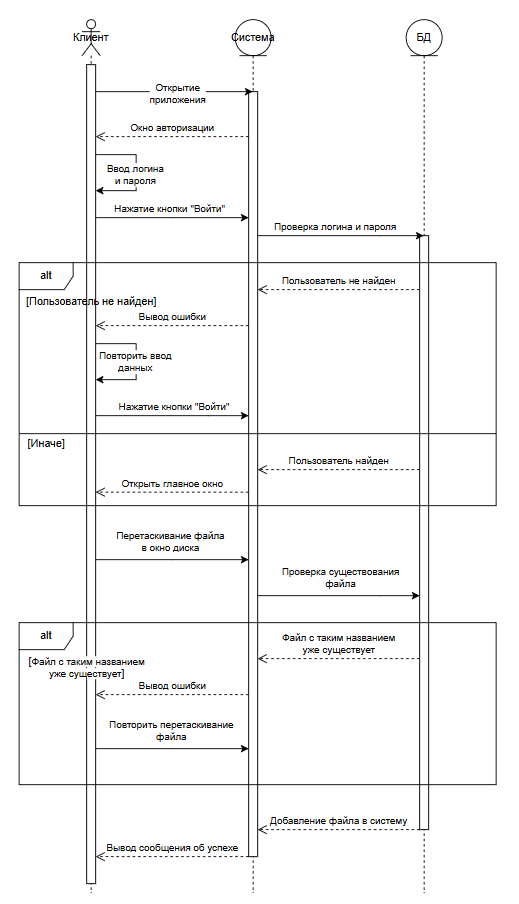 Клиент
Система
БД
Открытие
приложения
Окно авторизации
Ввод логина
и пароля
Нажатие кнопки "Войти"
Проверка логина и пароля
alt
Пользователь не найден
[Пользователь не найден]
Вывод ошибки
Повторить ввод
данных
Нажатие кнопки "Войти"
[Иначе]
Пользователь найден
Открыть главное окно
Перетаскивание файла
в окно диска
Проверка существования
файла
alt
Файл с таким названием
уже существует
[Файл с таким названием
уже существует]
Вывод ошибки
Повторить перетаскивание
файла
Добавление файла в систему
Вывод сообщения об успехе